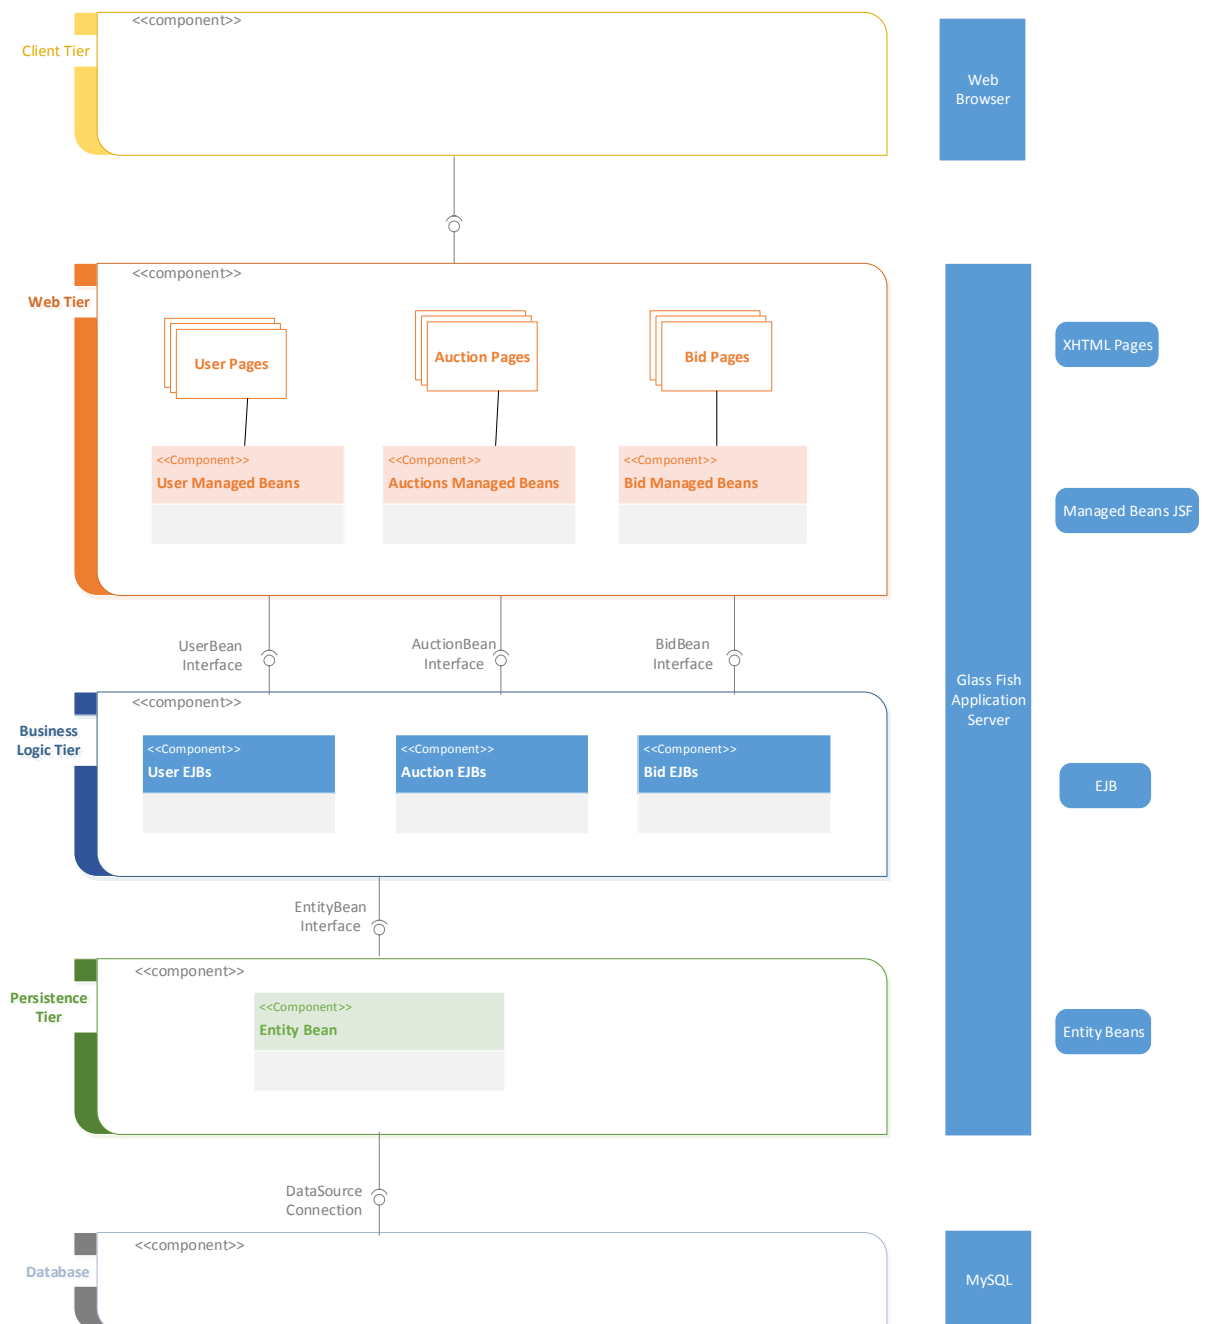 <<component>>
Client Tier
Web
Browser
<<component>>
Web Tier
User Pages
Auction Pages
Bid Pages
XHTML Pages
<<Component>>
User Managed Beans
<<Component>>
Auctions Managed Beans
<<Component>>
Bid Managed Beans
Managed Beans JSF
UserBean
Interface
AuctionBean
Interface
BidBean
Interface
Glass Fish
Application
Server
<<component>>
Business
Logic Tier
<<Component>>
User EJBs
<<Component>>
Auction EJBs
<<Component>>
Bid EJBs
EJB
EntityBean
Interface
<<component>>
Persistence
Tier
<<Component>>
Entity Bean
Entity Beans
DataSource
Connection
<<component>>
Database
MySQL